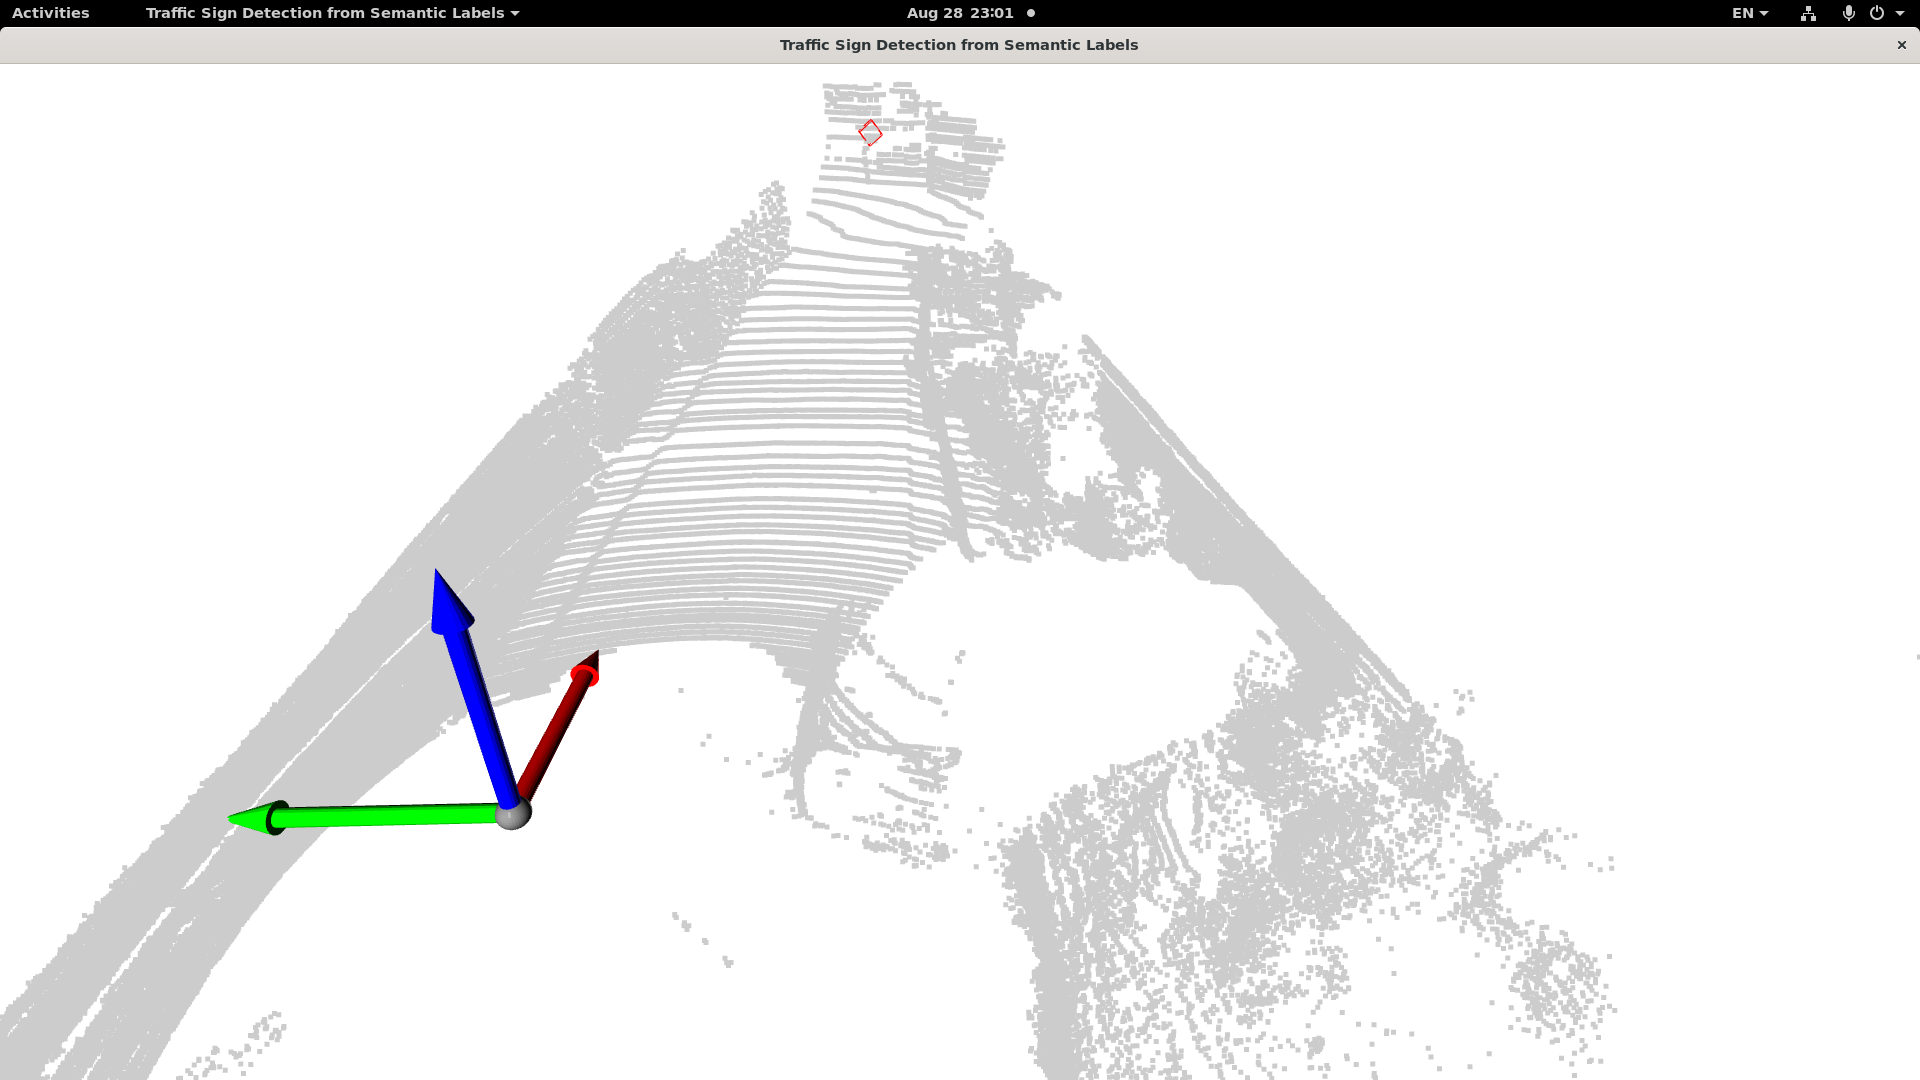 Activities
Traffic Sign Detection from Semantic Labels
Aug 28 23:01
EN
Traffic Sign Detection from Semantic Labels